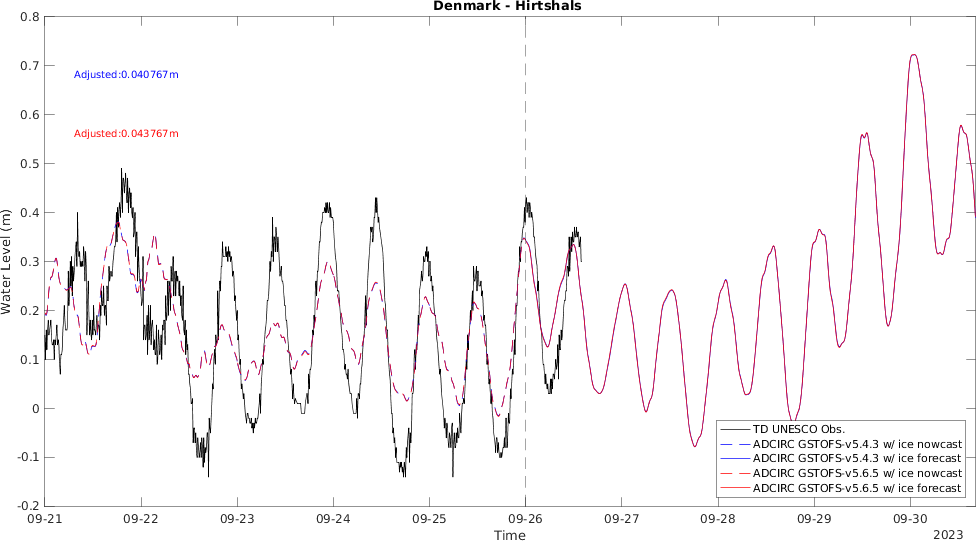 Denmark - Hirtshals
0.8
0.7
0.6
0.5
0.4
0.3
0.2
0.1
0
-0.1
-0.2
Water Level (m)
Adjusted:0.040767m
Adjusted:0.043767m
TD UNESCO Obs.
ADCIRC GSTOFS-v5.4.3 w/ ice nowcast
ADCIRC GSTOFS-v5.4.3 w/ ice forecast
ADCIRC GSTOFS-v5.6.5 w/ ice nowcast
ADCIRC GSTOFS-v5.6.5 w/ ice forecast
09-21 09-22 09-23 09-24 09-25 09-26 09-27 09-28 09-29 09-30
Time
2023